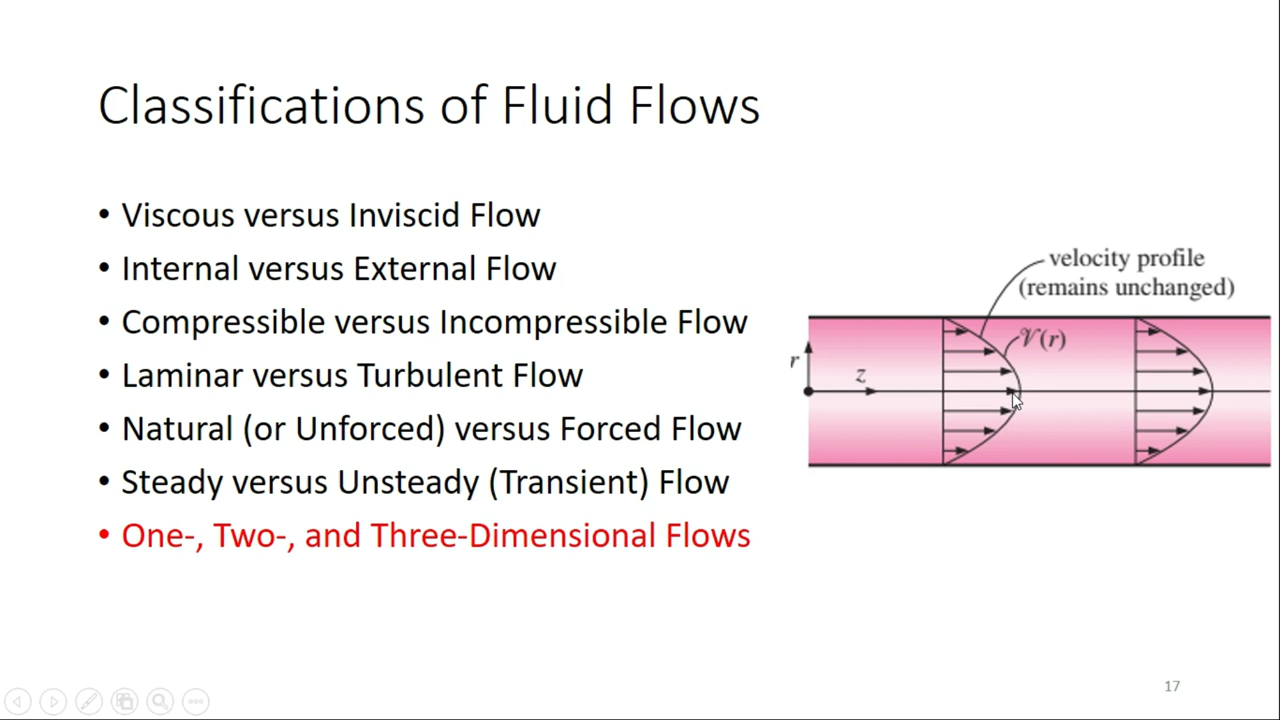 Classifications of Fluid Flows
• Viscous versus Inviscid Flow
• Internal versus External Flow
• Compressible versus Incompressible Flow
• Laminar versus Turbulent Flow
• Natural (or Unforced) versus Forced Flow
• Steady versus Unsteady (Transient) Flow
• One-, Two-, and Three-Dimensional Flows
velocity profile
(remains unchanged)
𝒱(r)
r
z
17